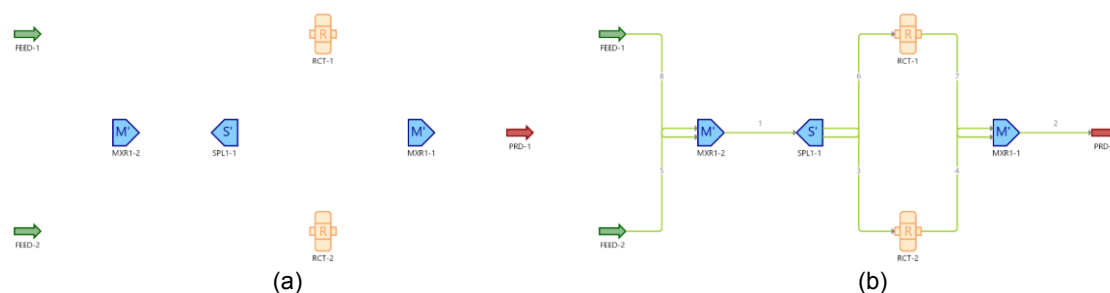 FEED-1
R
RCT-1
M'
MXR1-2
S'
SPL1-1
M'
MXR1-1
PRD-1
FEED-2
R
RCT-2
(a)
FEED-1
8
6
R
RCT-1
7
M'
MXR1-2
1
S'
SPL1-1
M'
MXR1-1
2
PRD-
5
3
4
FEED-2
R
RCT-2
(b)